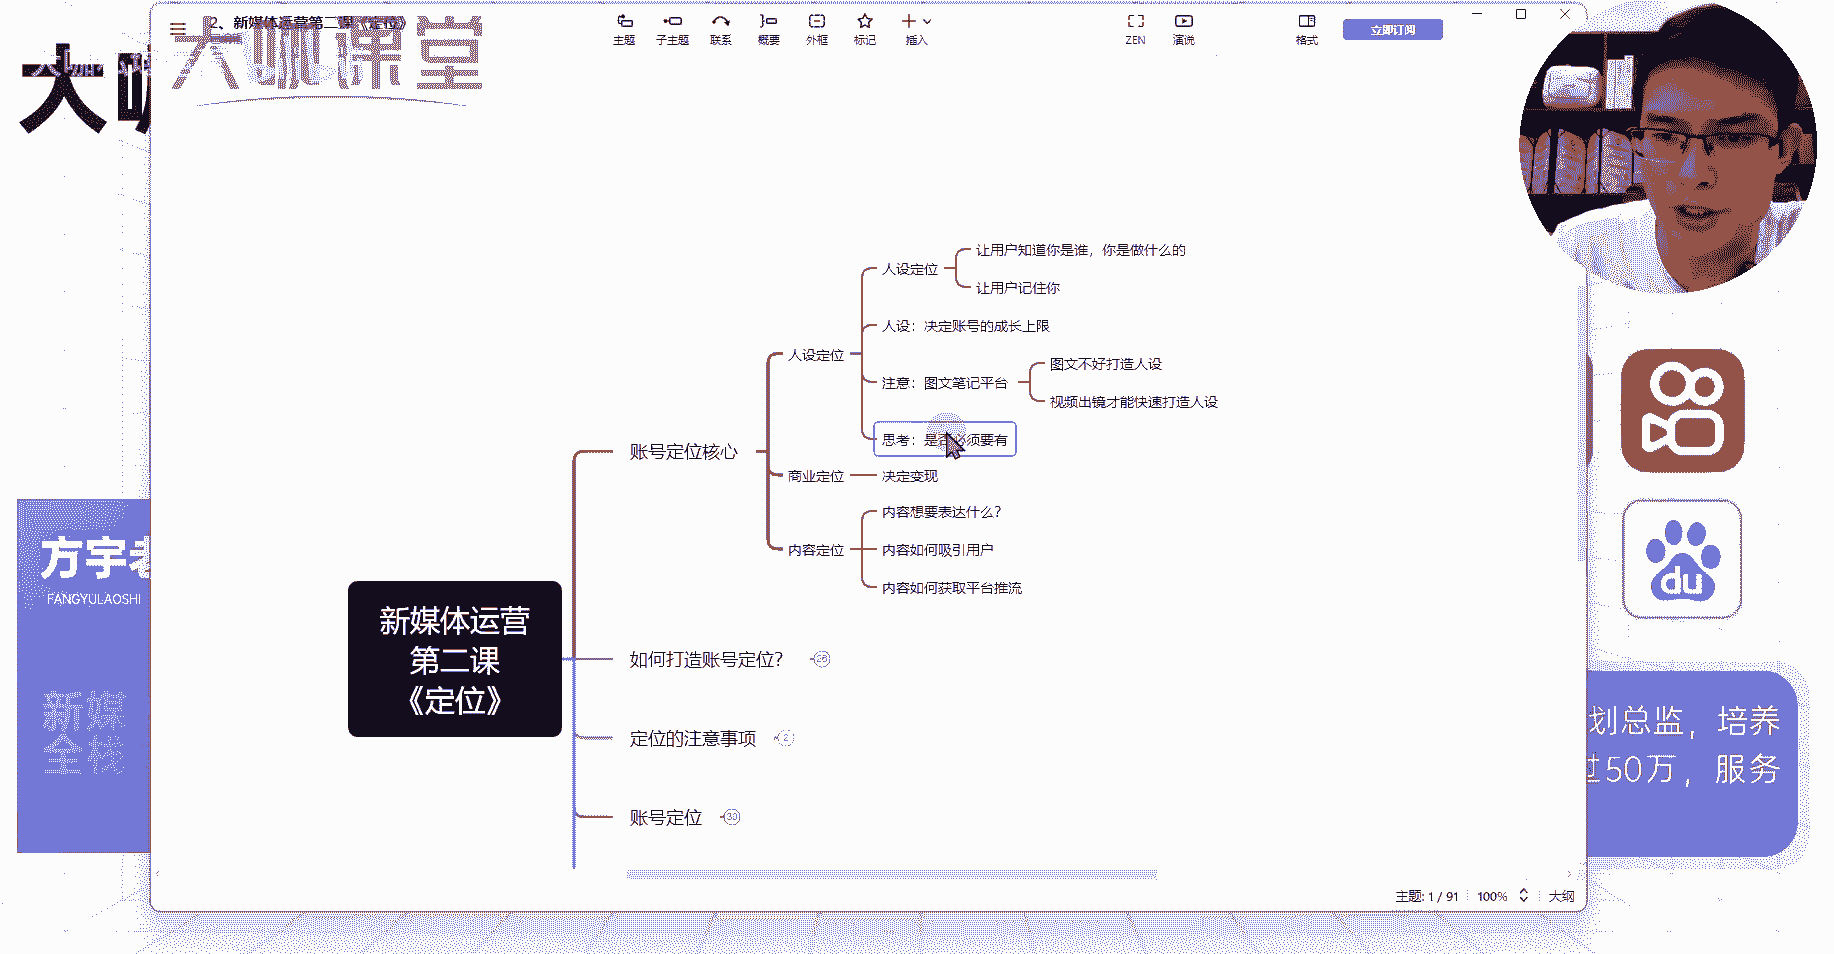 2、新媒体运营第二课《定位》
大咖课堂
主题
子主题
联系
概要
外框
标记
插入
ZEN
演说
格式
立即订阅
大咖
让用户知道你是谁，你是做什么的
人设定位
让用户记住你
人设：决定账号的成长上限
人设定位
图文不好打造人设
注意：图文笔记平台
视频出镜才能快速打造人设
思考：是否必须要有
账号定位核心
商业定位
决定变现
内容想要表达什么？
内容定位
内容如何吸引用户
内容如何获取平台推流
新媒体运营
第二课
《定位》
如何打造账号定位？
26
定位的注意事项
2
账号定位
30
方宇老
FANGYULAOSHI
新媒
全栈
du
划总监，培养
过50万，服务
主题: 1 / 91
100%
大纲